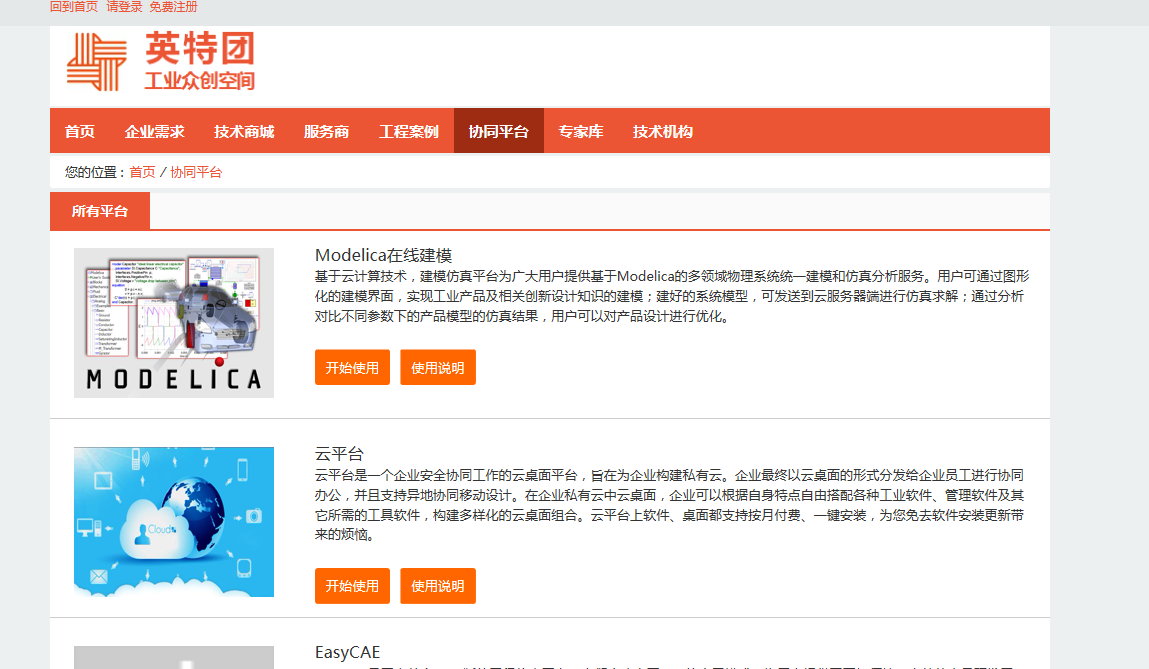 回到首页 请登录 免费注册
英特团
工业众创空间
首页 企业需求 技术商城 服务商 工程案例 协同平台 专家库 技术机构
您的位置：首页 / 协同平台
所有平台
MODELICA
Modelica在线建模
基于云计算技术，建模仿真平台为广大用户提供基于Modelica的多领域物理系统统一建模和仿真分析服务。用户可通过图形
化的建模界面，实现工业产品及相关创新设计知识的建模；建好的系统模型，可发送到云服务器端进行仿真求解；通过分析
对比不同参数下的产品模型的仿真结果，用户可以对产品设计进行优化。
开始使用 使用说明
Cloud
云平台
云平台是一个企业安全协同工作的云桌面平台，旨在为企业构建私有云。企业最终以云桌面的形式分发给企业员工进行协同
办公，并且支持异地协同移动设计。在企业私有云中云桌面，企业可以根据自身特点自由搭配各种工业软件、管理软件及其
它所需的工具软件，构建多样化的云桌面组合。云平台上软件、桌面都支持按月付费、一键安装，为您免去软件安装更新带
来的烦恼。
开始使用 使用说明
EasyCAE